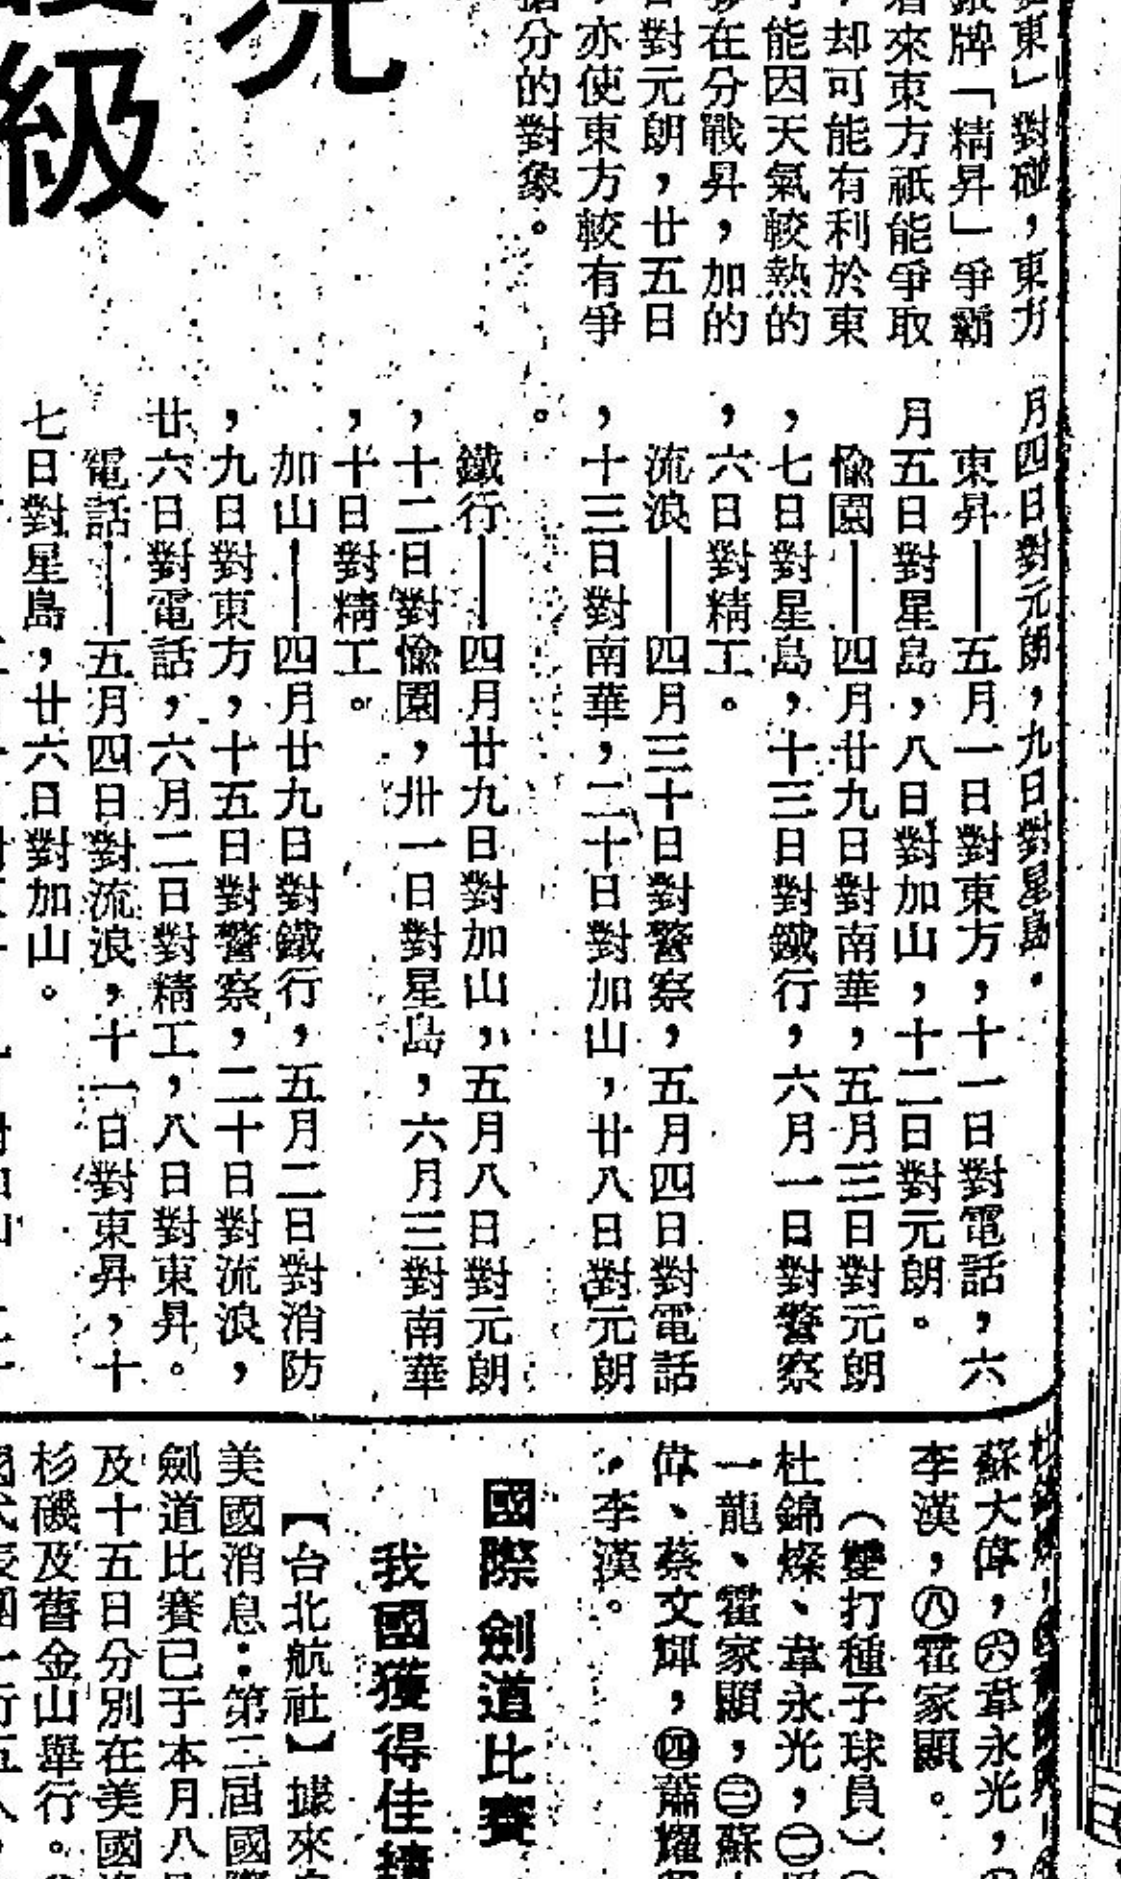 東」對碰，東方
銀牌「精昇」爭霸
看來東方祇能爭取
，却可能有利於東
能因天氣較熱的
移在分戰昇，加的
對元朗，廿五日
，亦使東方較有爭
搶分的對象。
級
月四日對元朗，九日對星島。
東昇——五月一日對東方，十一日對電話，六
月五日對星島，八日對加山，十二日對元朗。
愉園——四月廿九日對南華，五月三日對元朗
，七日對星島，十三日對鐵行，六月一日對警察
，六日對精工。
流浪——四月三十日對警察，五月四日對電話
，十三日對南華，二十日對加山，廿八日對元朗
。
鐵行——四月廿九日對加山，五月八日對元朗
，十二日對愉園，卅一日對星島，六月三對南華
，十日對精工。
加山——四月廿九日對鐵行，五月二日對消防
，九日對東方，十五日對警察，二十日對流浪，
廿六日對電話，六月二日對精工，八日對東昇。
電話——五月四日對流浪，十一日對東昇，十
七日對星島，廿六日對加山。
蘇大偉，㊅韋永光，
李漢，㊇霍家顯。
（雙打種子球員）
杜錦燦、韋永光，㊁
一龍、霍家顯，㊂蘇
偉、蔡文輝，㊃蕭耀
、李漢。
國際劍道比賽
我國獲得佳績
【台北航社】據來
美國消息：第二屆國際
劍道比賽已于本月八
及十五日分別在美國
杉磯及舊金山舉行。